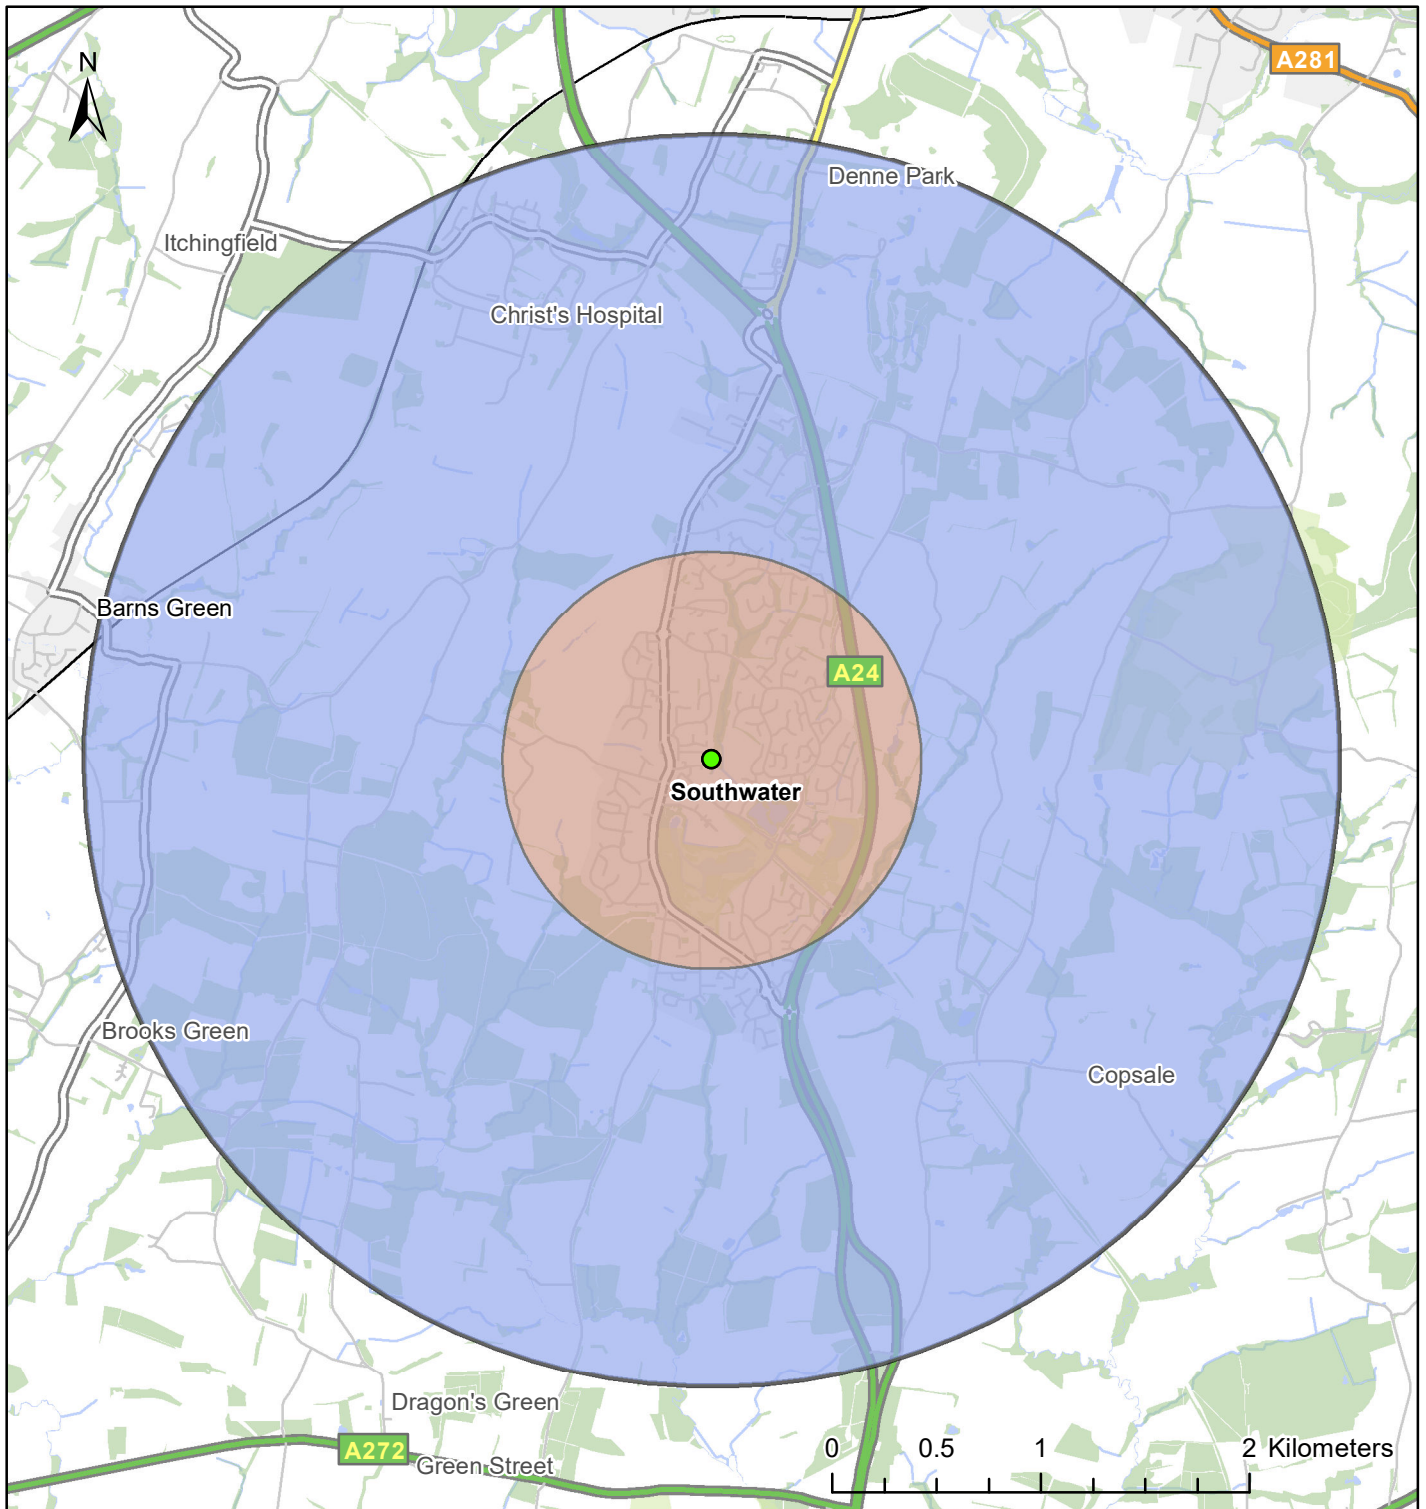 A281
N
Denne Park
Itchingfield
Christ's Hospital
Barns Green
A24
Southwater
Brooks Green
Copsale
Dragon's Green
A272
Green Street
0 0.5 1 2 Kilometers